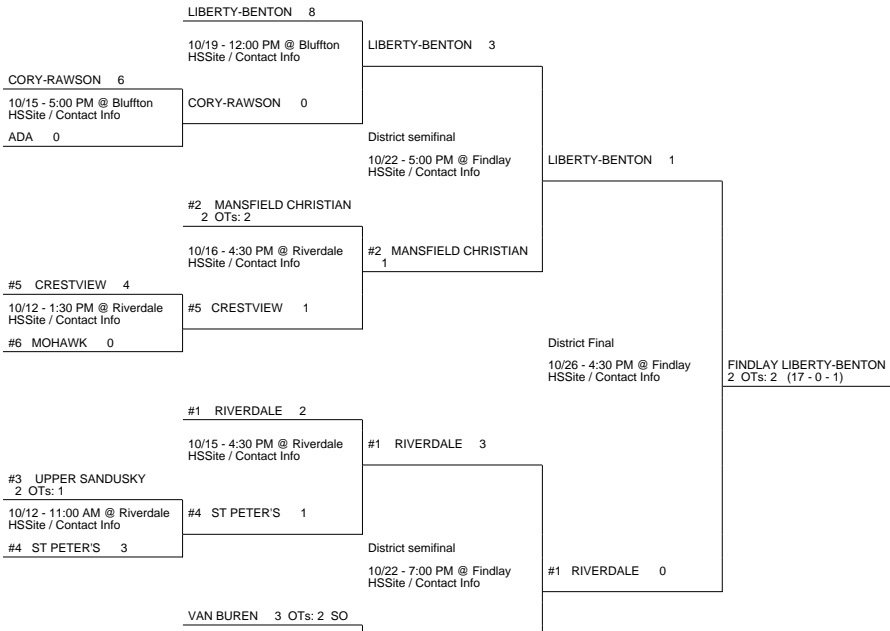 LIBERTY-BENTON 8
10/19 - 12:00 PM @ Bluffton
HSSite / Contact Info
LIBERTY-BENTON 3
CORY-RAWSON 6
10/15 - 5:00 PM @ Bluffton
HSSite / Contact Info
CORY-RAWSON 0
ADA 0
District semifinal
10/22 - 5:00 PM @ Findlay
HSSite / Contact Info
LIBERTY-BENTON 1
#2 MANSFIELD CHRISTIAN
2 OTs: 2
10/16 - 4:30 PM @ Riverdale
HSSite / Contact Info
#2 MANSFIELD CHRISTIAN
1
#5 CRESTVIEW 4
10/12 - 1:30 PM @ Riverdale
HSSite / Contact Info
#5 CRESTVIEW 1
#6 MOHAWK 0
District Final
10/26 - 4:30 PM @ Findlay
HSSite / Contact Info
FINDLAY LIBERTY-BENTON
2 OTs: 2 (17 - 0 - 1)
#1 RIVERDALE 2
10/15 - 4:30 PM @ Riverdale
HSSite / Contact Info
#1 RIVERDALE 3
#3 UPPER SANDUSKY
2 OTs: 1
10/12 - 11:00 AM @ Riverdale
HSSite / Contact Info
#4 ST PETER'S 1
#4 ST PETER'S 3
District semifinal
10/22 - 7:00 PM @ Findlay
HSSite / Contact Info
#1 RIVERDALE 0
VAN BUREN 3 OTs: 2 SO